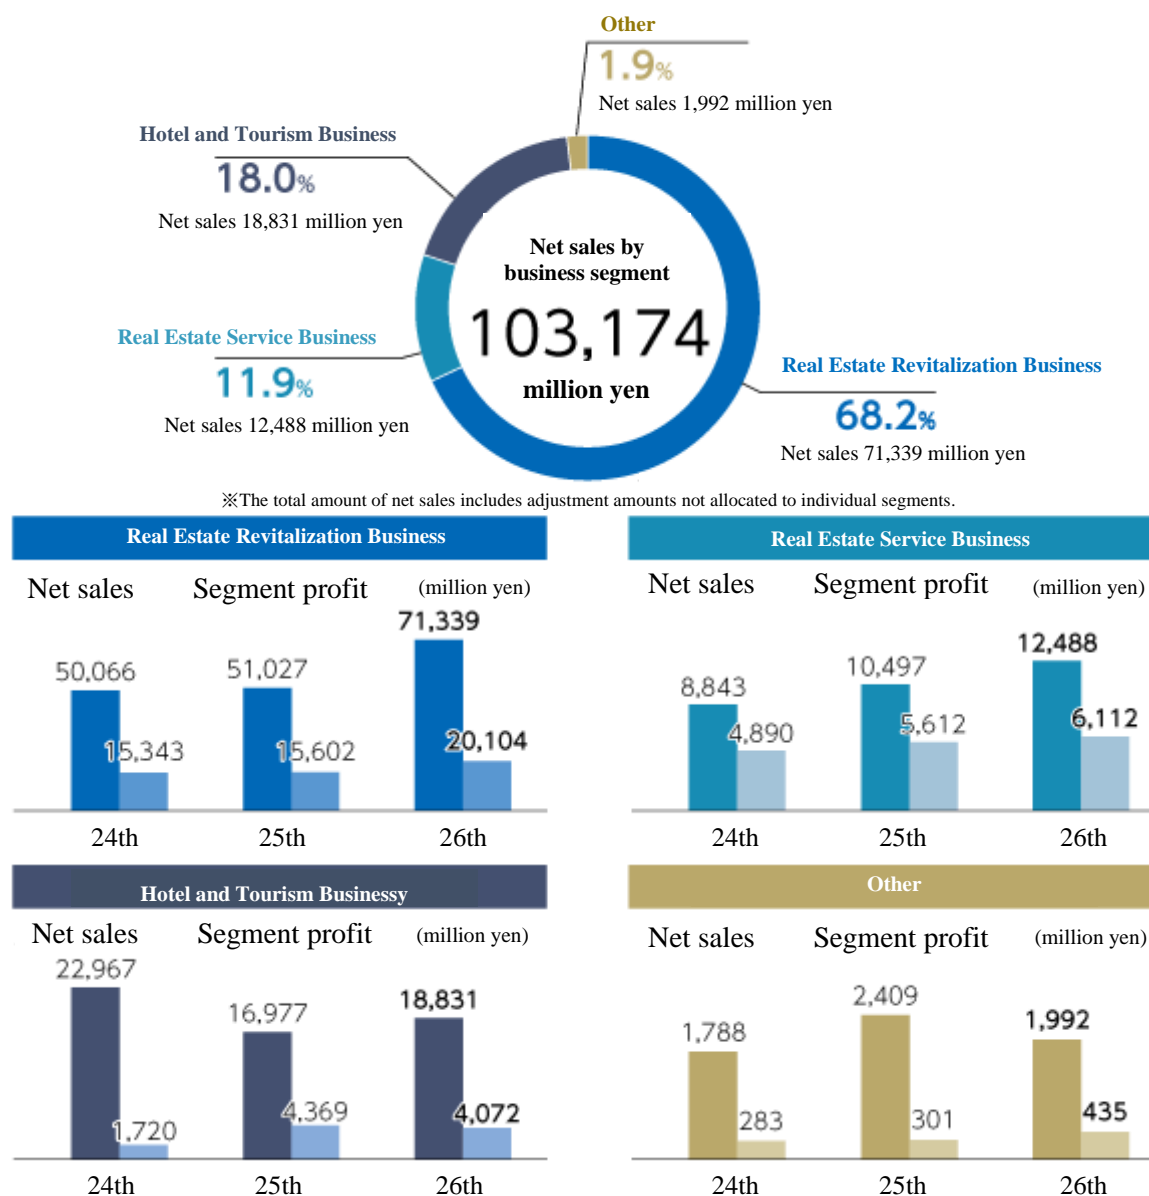 Other
1.9%
Net sales 1,992 million yen
Hotel and Tourism Business
18.0%
Net sales 18,831 million yen
Net sales by
business segment
103,174
million yen
Real Estate Service Business
11.9%
Net sales 12,488 million yen
Real Estate Revitalization Business
68.2%
Net sales 71,339 million yen
※The total amount of net sales includes adjustment amounts not allocated to individual segments.
Real Estate Revitalization Business
Net sales Segment profit (million yen)
71,339
50,066 51,027
15,343 15,602 20,104
24th 25th 26th
Real Estate Service Business
Net sales Segment profit (million yen)
12,488
8,843 10,497
4,890 5,612 6,112
24th 25th 26th
Hotel and Tourism Businessy
Net sales Segment profit (million yen)
22,967 16,977 18,831
1,720 4,369 4,072
24th 25th 26th
Other
Net sales Segment profit (million yen)
1,788 2,409 1,992
283 301 435
24th 25th 26th